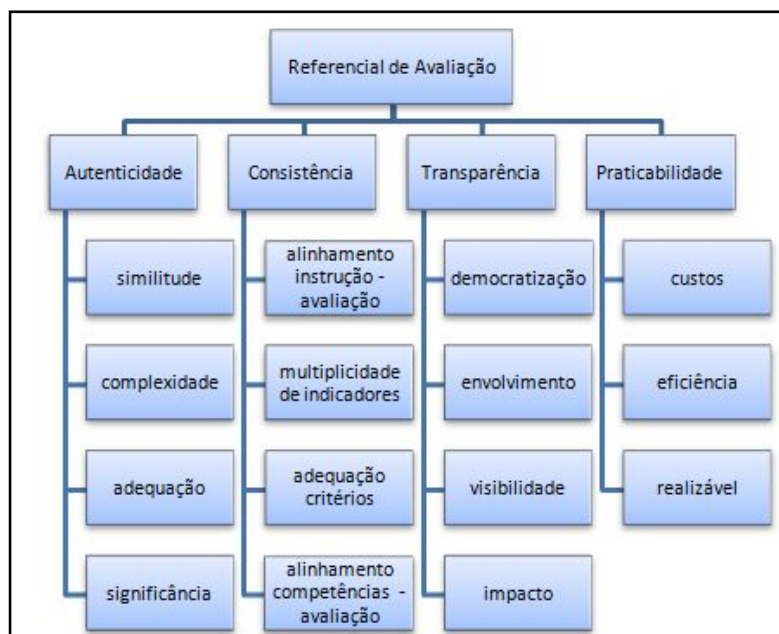 Referencial de Avaliação
Autenticidade
Consistência
Transparência
Praticabilidade
similitude
alinhamento
instrução -
avaliação
democratização
custos
complexidade
multiplicidade
de indicadores
envolvimento
eficiência
adequação
adequação
critérios
visibilidade
realizável
significância
alinhamento
competências -
avaliação
impacto